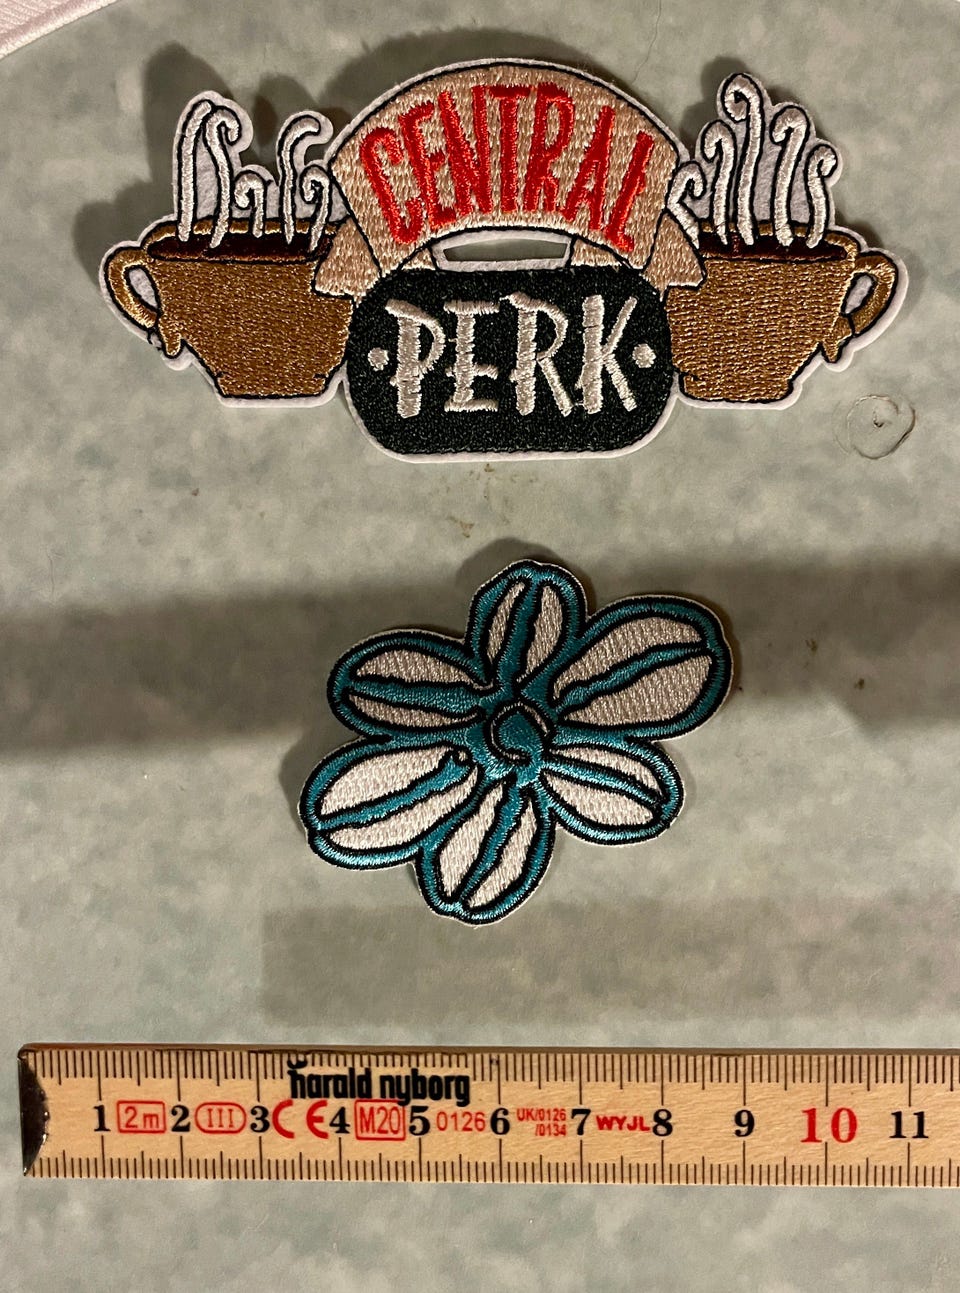 CENTRAL
•PERK•
harald nyborg
1 2m 2 III 3 CE 4 M20 5 0126 6 UK/0126 /0134 7 WYJL 8 9 10 11